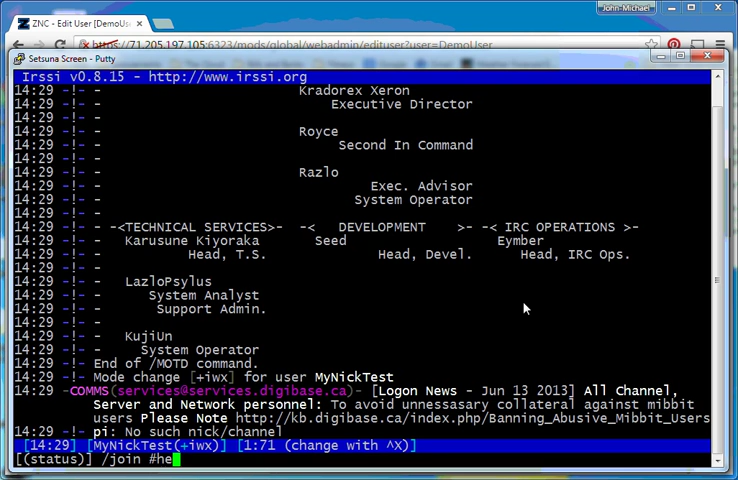 John-Michael
ZNC - Edit User [DemoUse
https://71.205.197.105:6323/mods/global/webadmin/edituser?user=DemoUser
Setsuna Screen - Putty
Irssi v0.8.15 - http://www.irssi.org
14:29 -!- - Kradorex Xeron
14:29 -!- - Executive Director
14:29 -!- -
14:29 -!- - Royce
14:29 -!- - Second In Command
14:29 -!- -
14:29 -!- - Razlo
14:29 -!- - Exec. Advisor
14:29 -!- - System Operator
14:29 -!- -
14:29 -!- - -<TECHNICAL SERVICES>- -< DEVELOPMENT >- -< IRC OPERATIONS >-
14:29 -!- - Karusune Kiyoraka Seed Eymber
14:29 -!- - Head, T.S. Head, Devel. Head, IRC Ops.
14:29 -!- -
14:29 -!- - LazloPsylus
14:29 -!- - System Analyst
14:29 -!- - Support Admin.
14:29 -!- -
14:29 -!- - KujiUn
14:29 -!- - System Operator
14:29 -!- End of /MOTD command.
14:29 -!- Mode change [+iwx] for user MyNickTest
14:29 -COMMS(services@services.digibase.ca)- [Logon News - Jun 13 2013] All Channel,
Server and Network personnel: To avoid unnessasary collateral against mibbit
users Please Note http://kb.digibase.ca/index.php/Banning_Abusive_Mibbit_Users
14:29 -!- pi: No such nick/channel
[14:29] [MyNickTest(+iwx)] [1:71 (change with ^X)]
[(status)] /join #he